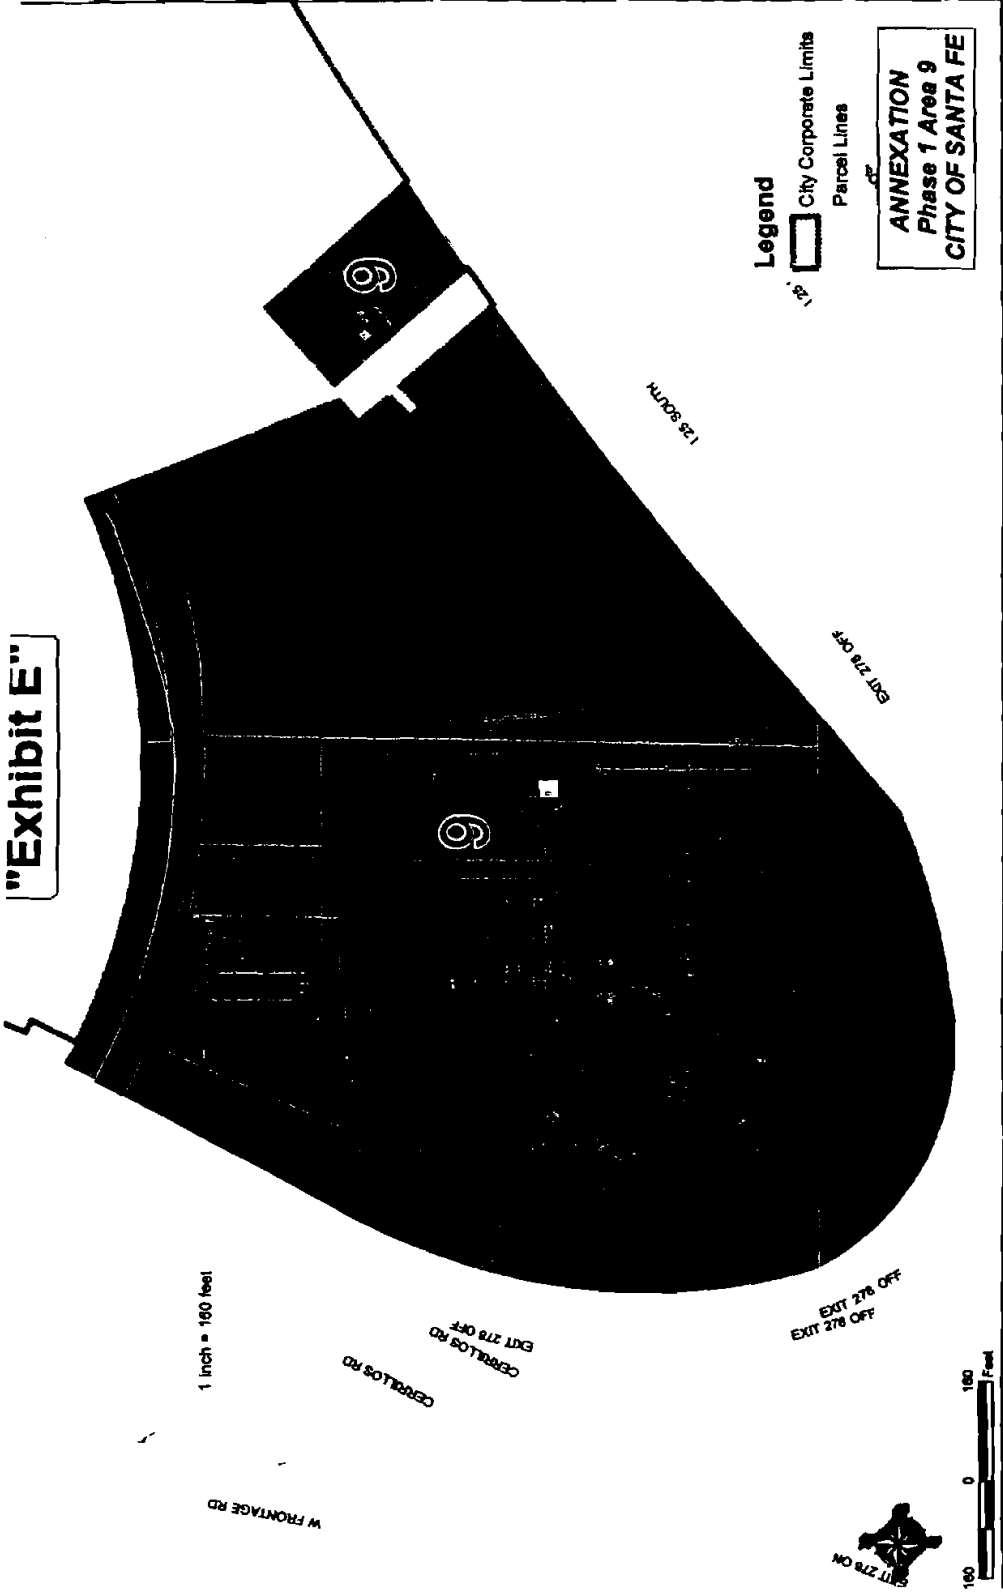 "Exhibit E"
9
9
Legend
City Corporate Limits
Parcel Lines
I 25
ANNEXATION
Phase 1 Area 9
CITY OF SANTA FE
I 25 SOUTH
EXIT 278 OFF
1 inch = 160 feet
CERRILLOS RD
CERRILLOS RD
EXIT 278 OFF
EXIT 278 OFF
EXIT 278 OFF
W FRONTAGE RD
EXIT 278 ON
160 0 160
Feet